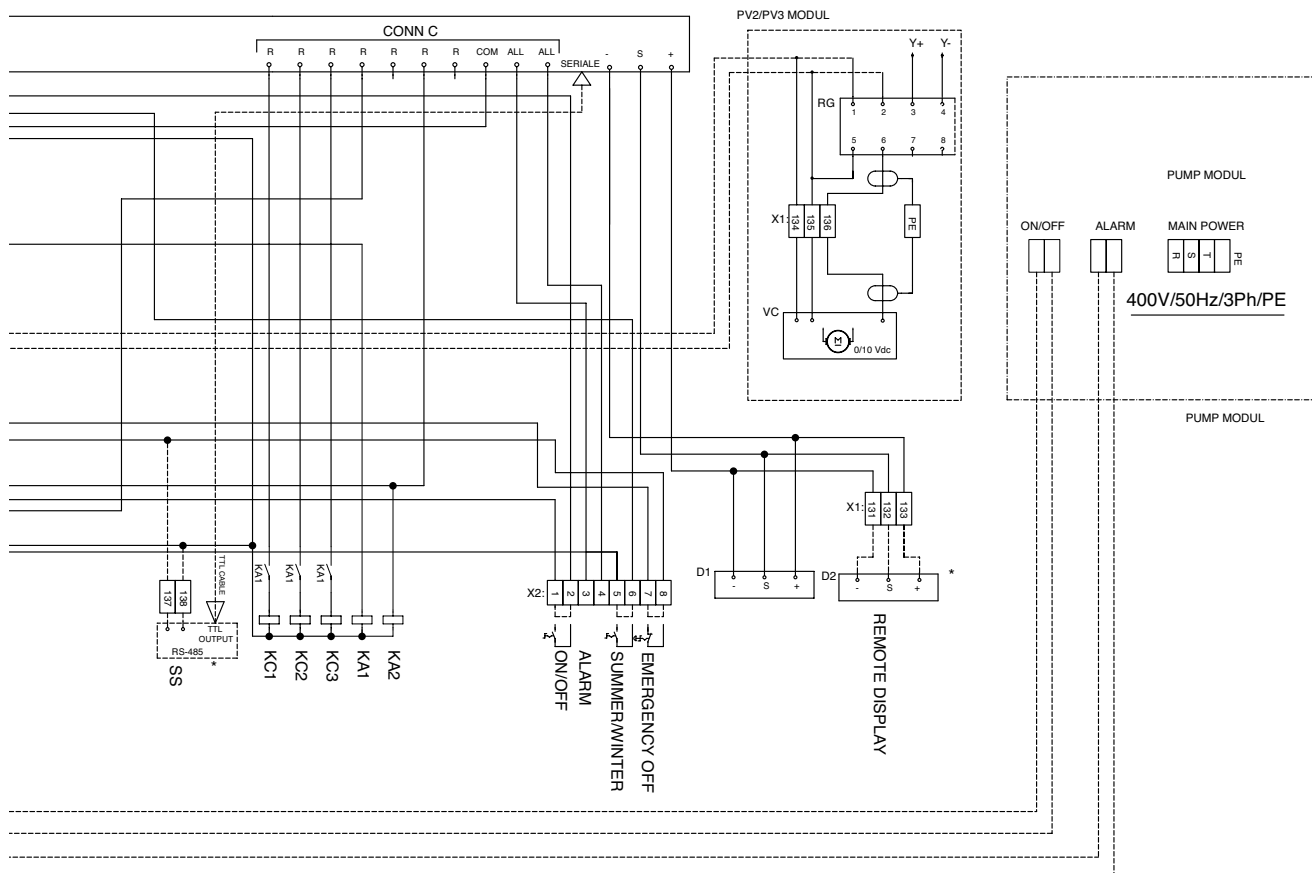 PV2/PV3 MODUL
CONN C
R R R R R R R COM ALL ALL - S +
SERIALE
Y+ Y-
RG
1 2 3 4
5 6 7 8
X1: 134 135 136
PE
VC
M
0/10 Vdc
PUMP MODUL
ON/OFF ALARM MAIN POWER
R S T PE
400V/50Hz/3Ph/PE
PUMP MODUL
X1: 131 132 133
D1 - S +
D2 - S + *
REMOTE DISPLAY
TTL CABLE
KA1 KA1 KA1
137 138
TTL
OUTPUT
RS-485
*
SS
KC1 KC2 KC3 KA1 KA2
X2: 1 2 3 4 5 6 7 8
ON/OFF
ALARM
SUMMER/WINTER
EMERGENCY OFF